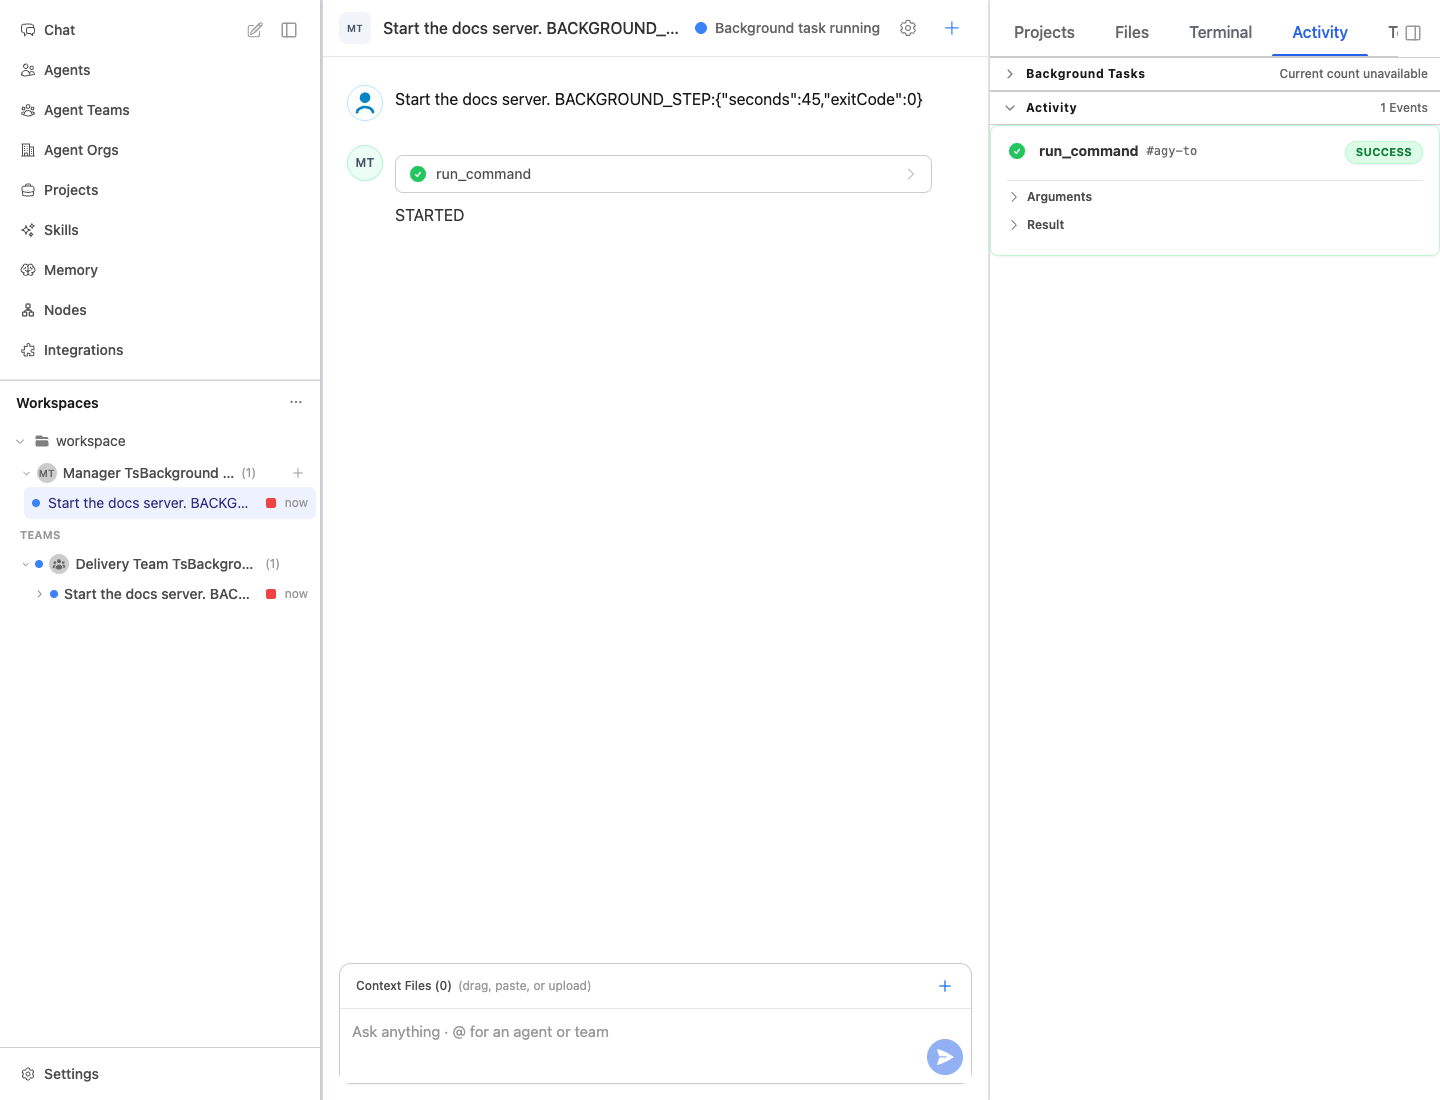 Chat
Agents
Agent Teams
Agent Orgs
Projects
Skills
Memory
Nodes
Integrations
Workspaces
workspace
MT Manager TsBackground ... (1)
Start the docs server. BACKG... now
TEAMS
Delivery Team TsBackgro... (1)
Start the docs server. BAC... now
Settings
MT Start the docs server. BACKGROUND_... Background task running
Start the docs server. BACKGROUND_STEP:{"seconds":45,"exitCode":0}
MT
run_command
STARTED
Context Files (0) (drag, paste, or upload)
Ask anything · @ for an agent or team
Projects Files Terminal Activity
Background Tasks Current count unavailable
Activity 1 Events
run_command #agy-to SUCCESS
Arguments
Result